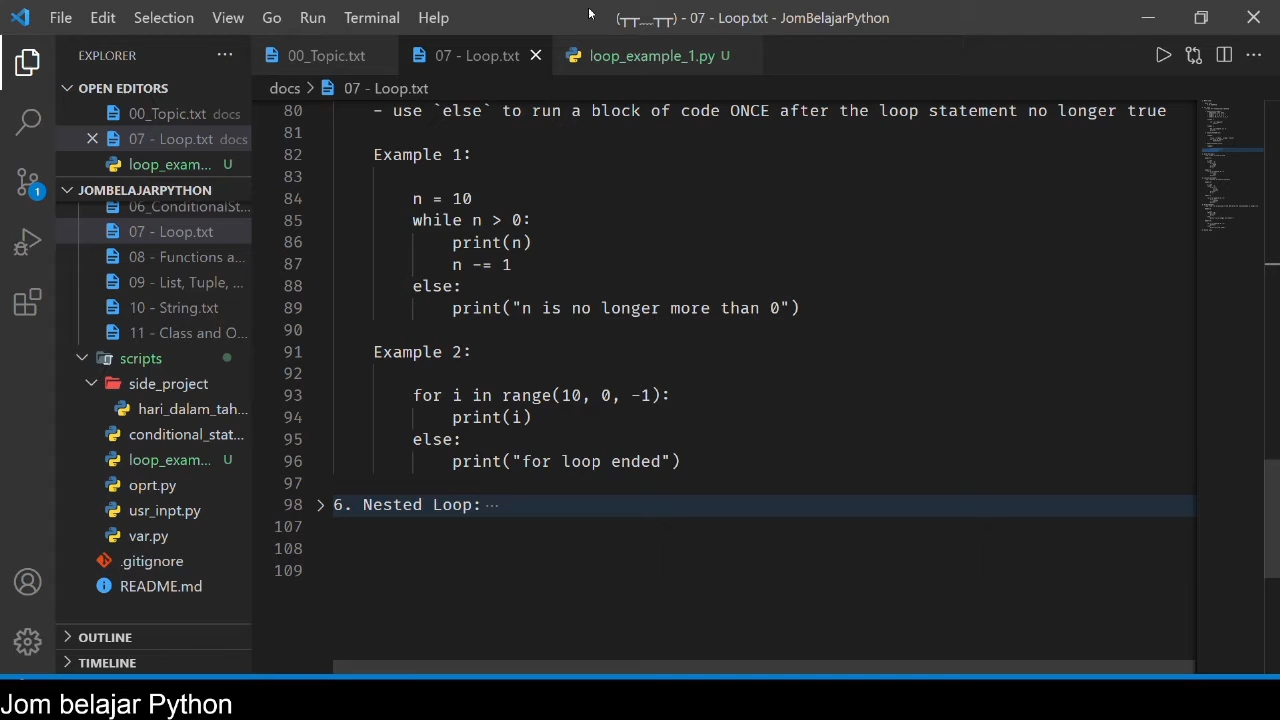 File Edit Selection View Go Run Terminal Help (┬┬﹏┬┬) - 07 - Loop.txt - JomBelajarPython
EXPLORER
00_Topic.txt
07 - Loop.txt
loop_example_1.py U
OPEN EDITORS
00_Topic.txt docs
07 - Loop.txt docs
loop_exam... U
JOMBELAJARPYTHON
06_ConditionalSt...
07 - Loop.txt
08 - Functions a...
09 - List, Tuple, ...
10 - String.txt
11 - Class and O...
scripts
side_project
hari_dalam_tah...
conditional_stat...
loop_exam... U
oprt.py
usr_inpt.py
var.py
.gitignore
README.md
OUTLINE
TIMELINE
1
docs > 07 - Loop.txt
80 - use `else` to run a block of code ONCE after the loop statement no longer true
81
82 Example 1:
83
84 n = 10
85 while n > 0:
86 print(n)
87 n -= 1
88 else:
89 print("n is no longer more than 0")
90
91 Example 2:
92
93 for i in range(10, 0, -1):
94 print(i)
95 else:
96 print("for loop ended")
97
98 6. Nested Loop: ...
107
108
109
Jom belajar Python